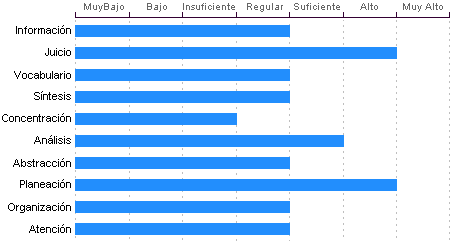 MuyBajo Bajo Insuficiente Regular Suficiente Alto Muy Alto
Información
Juicio
Vocabulario
Síntesis
Concentración
Análisis
Abstracción
Planeación
Organización
Atención